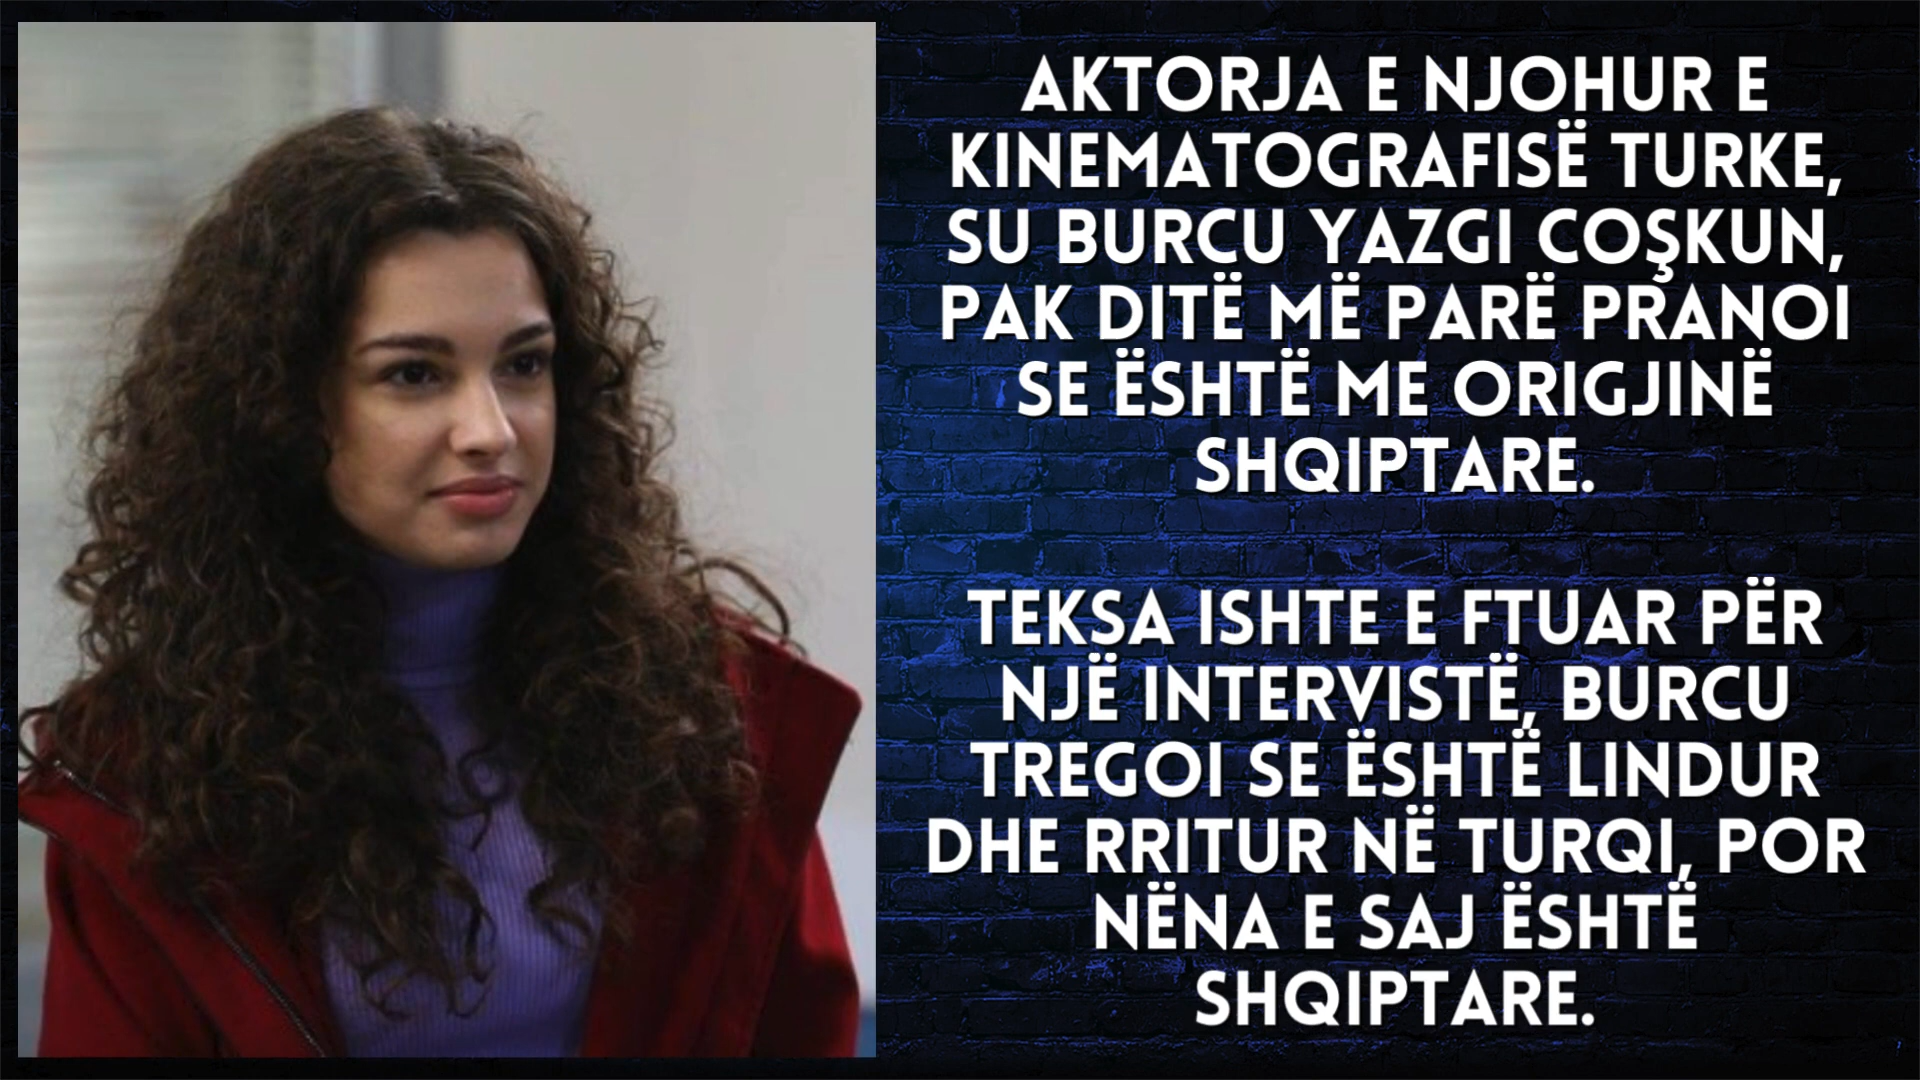 AKTORJA E NJOHUR E
KINEMATOGRAFISË TURKE,
SU BURCU YAZGI COŞKUN,
PAK DITË MË PARË PRANOI
SE ËSHTË ME ORIGJINË
SHQIPTARE.
TEKSA ISHTE E FTUAR PËR
NJË INTERVISTË, BURCU
TREGOI SE ËSHTË LINDUR
DHE RRITUR NË TURQI, POR
NËNA E SAJ ËSHTË
SHQIPTARE.